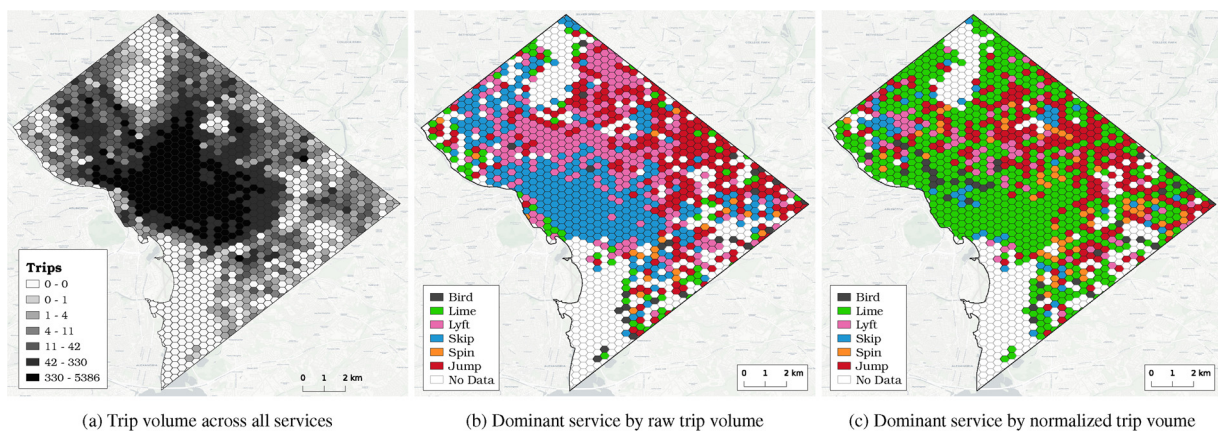 Trips
0 - 0
0 - 1
1 - 4
4 - 11
11 - 42
42 - 330
330 - 5386
0 1 2 km
(a) Trip volume across all services
Bird
Lime
Lyft
Skip
Spin
Jump
No Data
0 1 2 km
(b) Dominant service by raw trip volume
Bird
Lime
Lyft
Skip
Spin
Jump
No Data
0 1 2 km
(c) Dominant service by normalized trip voume